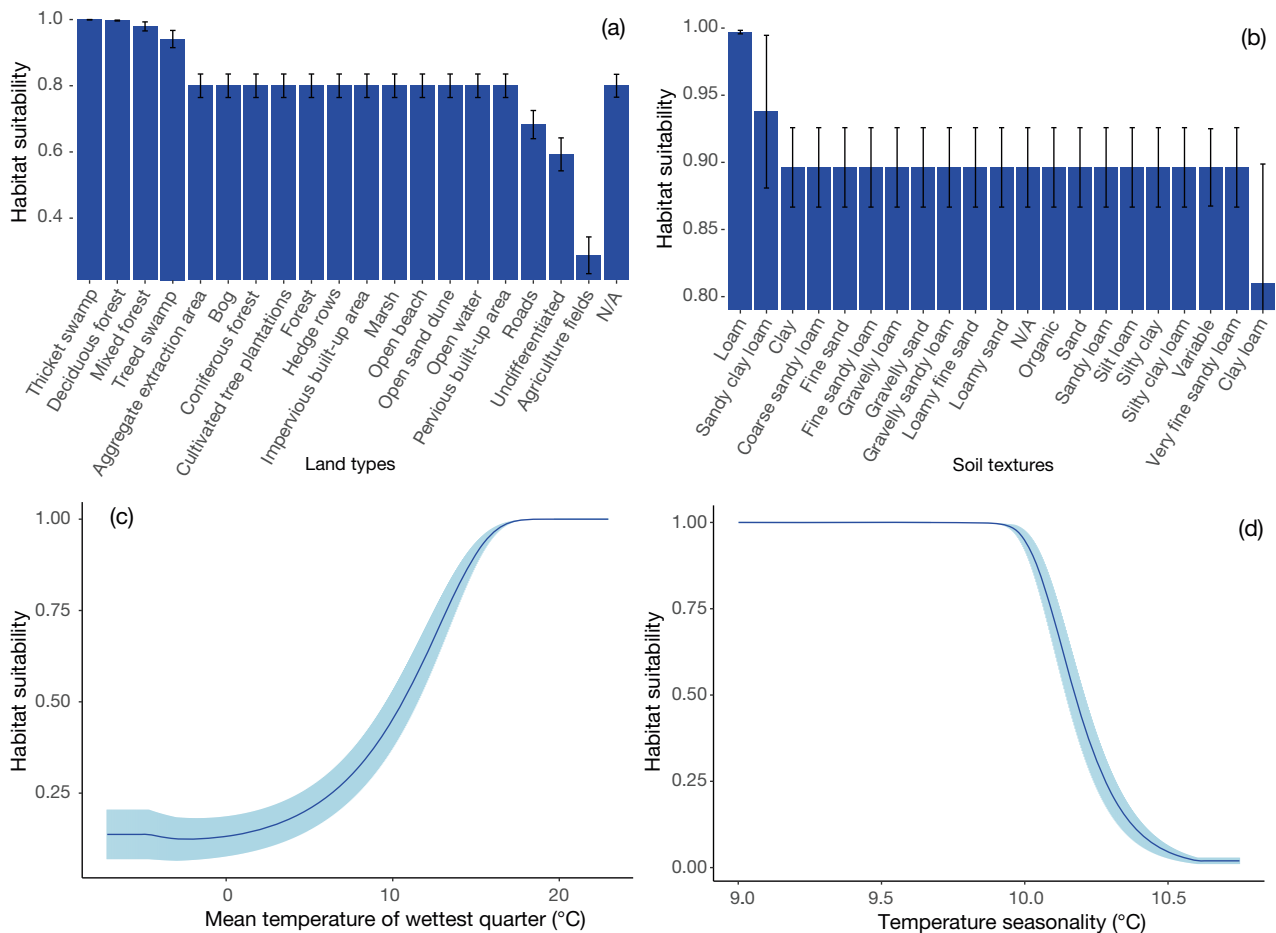 (a)
Habitat suitability
1.0
0.8
0.6
0.4
Thicket swamp
Deciduous forest
Mixed forest
Treed swamp
Aggregate extraction area
Bog
Coniferous forest
Cultivated tree plantations
Forest
Hedge rows
Impervious built-up area
Marsh
Open beach
Open sand dune
Open water
Pervious built-up area
Roads
Undifferentiated
Agriculture fields
N/A
Land types
(b)
Habitat suitability
1.00
0.95
0.90
0.85
0.80
Loam
Sandy clay loam
Clay
Coarse sandy loam
Fine sand
Fine sandy loam
Gravelly loam
Gravelly sand
Gravelly sandy loam
Loamy fine sand
Loamy sand
N/A
Organic
Sand
Sandy loam
Silt loam
Silty clay
Silty clay loam
Variable
Very fine sandy loam
Clay loam
Soil textures
(c)
Habitat suitability
1.00
0.75
0.50
0.25
0
10
20
Mean temperature of wettest quarter (°C)
(d)
Habitat suitability
1.00
0.75
0.50
0.25
0.00
9.0
9.5
10.0
10.5
Temperature seasonality (°C)